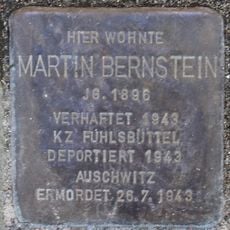 HIER WOHNTE
MARTIN BERNSTEIN
JG. 1896
VERHAFTET 1943
KZ FUHLSBÜTTEL
DEPORTIERT 1943
AUSCHWITZ
ERMORDET 26.7.1943